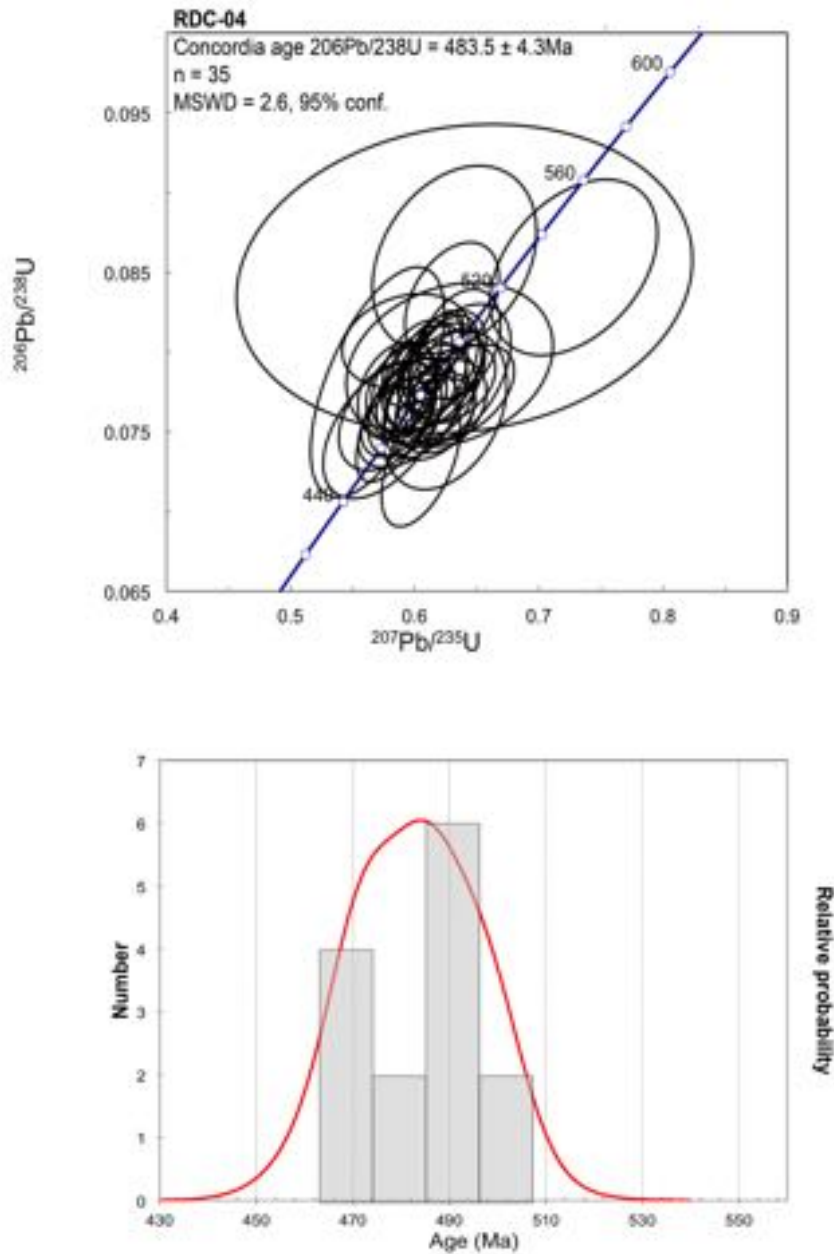 RDC-04
Concordia age 206Pb/238U = 483.5 ± 4.3Ma
n = 35
MSWD = 2.6, 95% conf.
600
560
520
440
0.095
0.085
0.075
0.065
0.4 0.5 0.6 0.7 0.8 0.9
²⁰⁶Pb/²³⁸U
²⁰⁷Pb/²³⁵U
7
6
5
4
3
2
1
0
430 450 470 490 510 530 550
Number
Relative probability
Age (Ma)